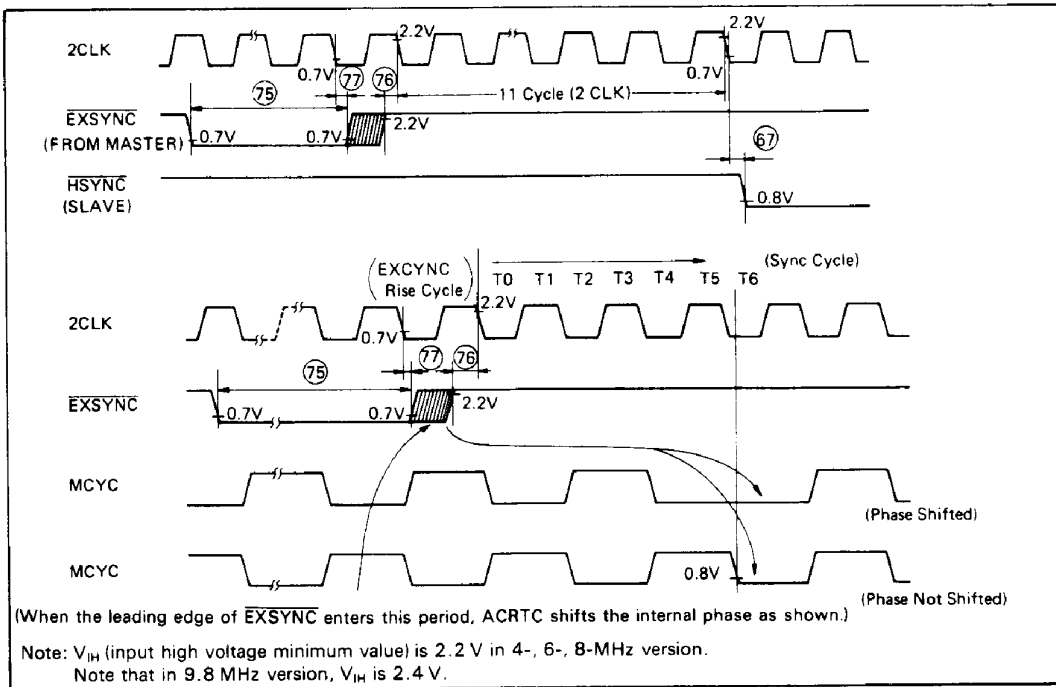 2CLK
2.2V
0.7V
77
76
2.2V
0.7V
11 Cycle (2 CLK)
75
EXSYNC
(FROM MASTER)
0.7V
0.7V
2.2V
67
HSYNC
(SLAVE)
0.8V
(EXCYNC
Rise Cycle)
T0 T1 T2 T3 T4 T5 T6
(Sync Cycle)
2CLK
2.2V
0.7V
75
77
76
EXSYNC
0.7V
0.7V
2.2V
MCYC
(Phase Shifted)
MCYC
0.8V
(Phase Not Shifted)
(When the leading edge of EXSYNC enters this period, ACRTC shifts the internal phase as shown.)
Note: VIH (input high voltage minimum value) is 2.2 V in 4-, 6-, 8-MHz version.
Note that in 9.8 MHz version, VIH is 2.4 V.